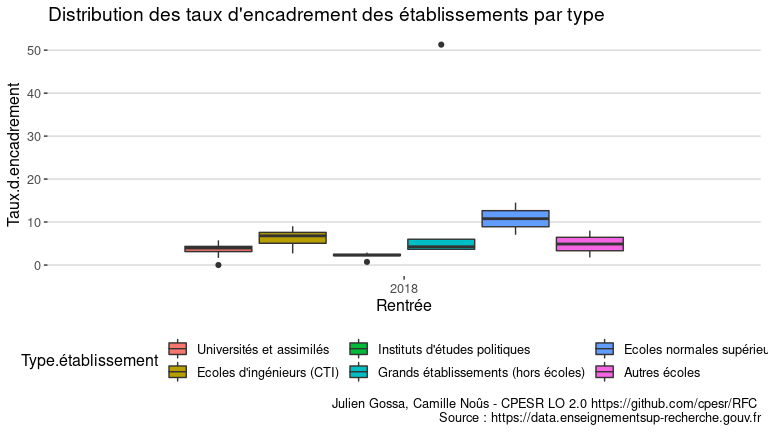 Distribution des taux d'encadrement des établissements par type
Taux.d.encadrement
50
40
30
20
10
0
2018
Rentrée
Type.établissement
Universités et assimilés
Instituts d'études politiques
Ecoles normales supérieu
Ecoles d'ingénieurs (CTI)
Grands établissements (hors écoles)
Autres écoles
Julien Gossa, Camille Noûs - CPESR LO 2.0 https://github.com/cpesr/RFC
Source : https://data.enseignementsup-recherche.gouv.fr